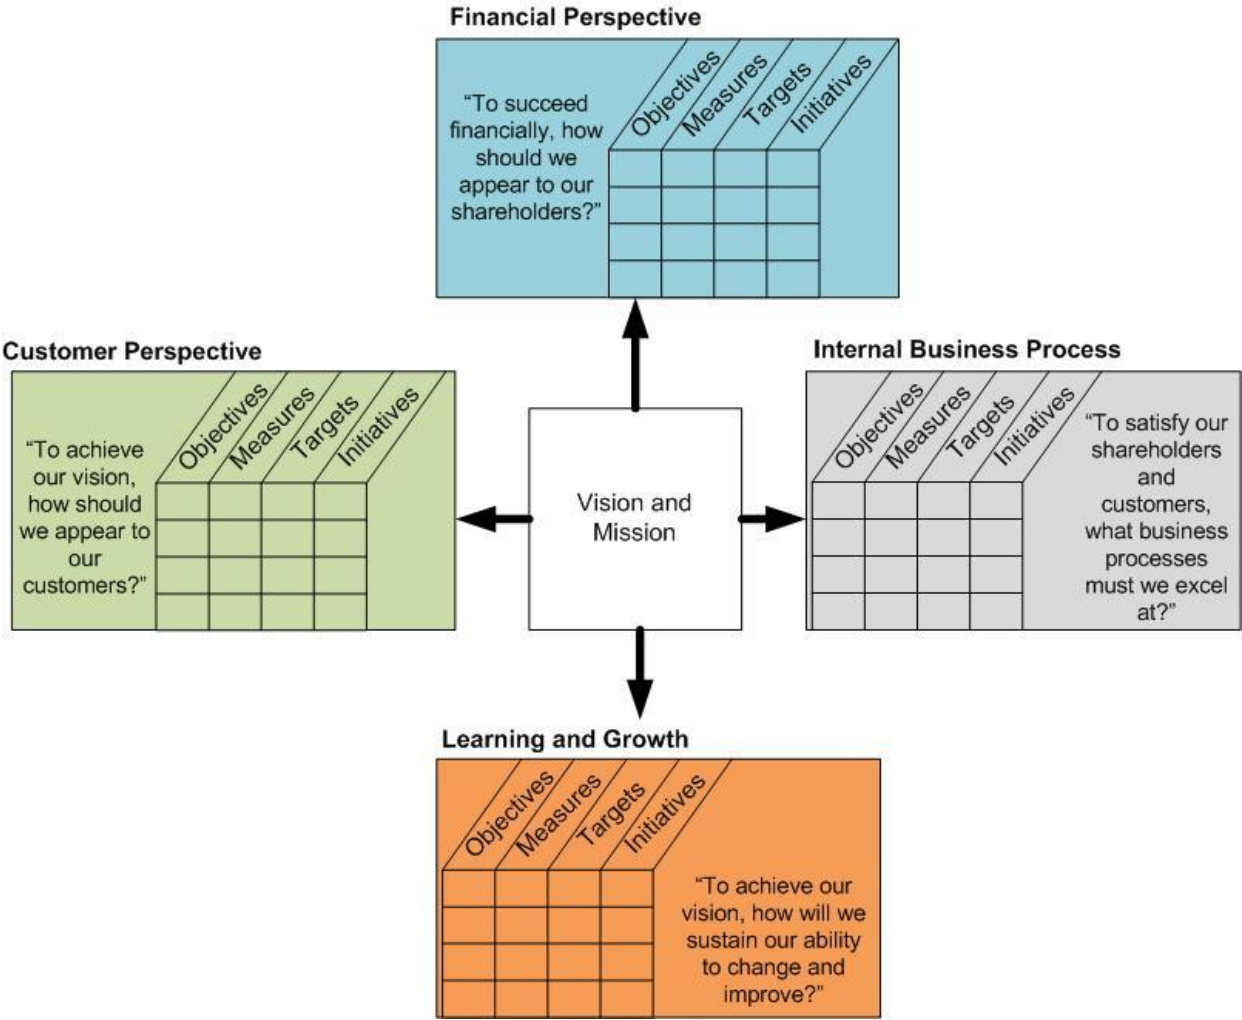 Financial Perspective
Objectives
Measures
Targets
Initiatives
“To succeed
financially, how
should we
appear to our
shareholders?”
Customer Perspective
Objectives
Measures
Targets
Initiatives
“To achieve
our vision,
how should
we appear to
our
customers?”
Vision and
Mission
Internal Business Process
Objectives
Measures
Targets
Initiatives
“To satisfy our
shareholders
and
customers,
what business
processes
must we excel
at?”
Learning and Growth
Objectives
Measures
Targets
Initiatives
“To achieve our
vision, how will we
sustain our ability
to change and
improve?”